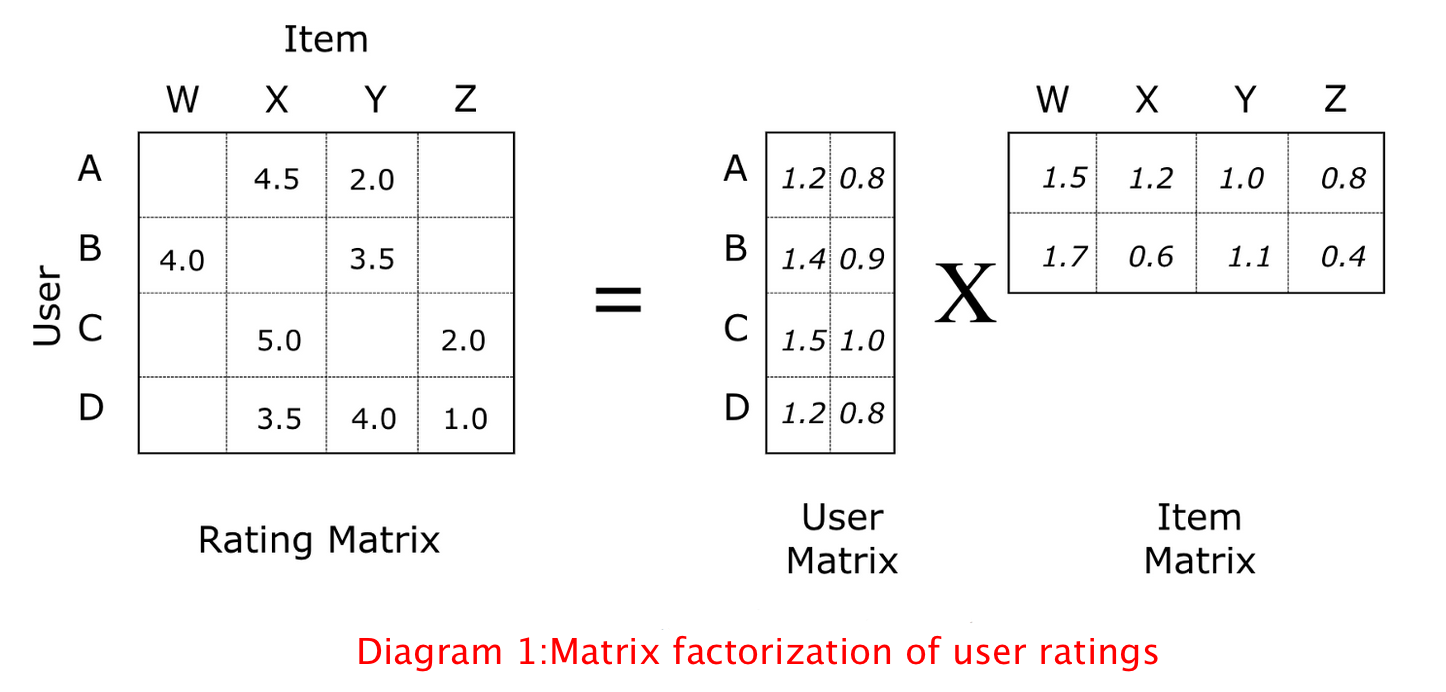 Item
W X Y Z
W X Y Z
A 4.5 2.0
B 4.0 3.5
C 5.0 2.0
D 3.5 4.0 1.0
User
=
A 1.2 0.8
B 1.4 0.9
C 1.5 1.0
D 1.2 0.8
X
1.5 1.2 1.0 0.8
1.7 0.6 1.1 0.4
Rating Matrix
User
Matrix
Item
Matrix
Diagram 1:Matrix factorization of user ratings